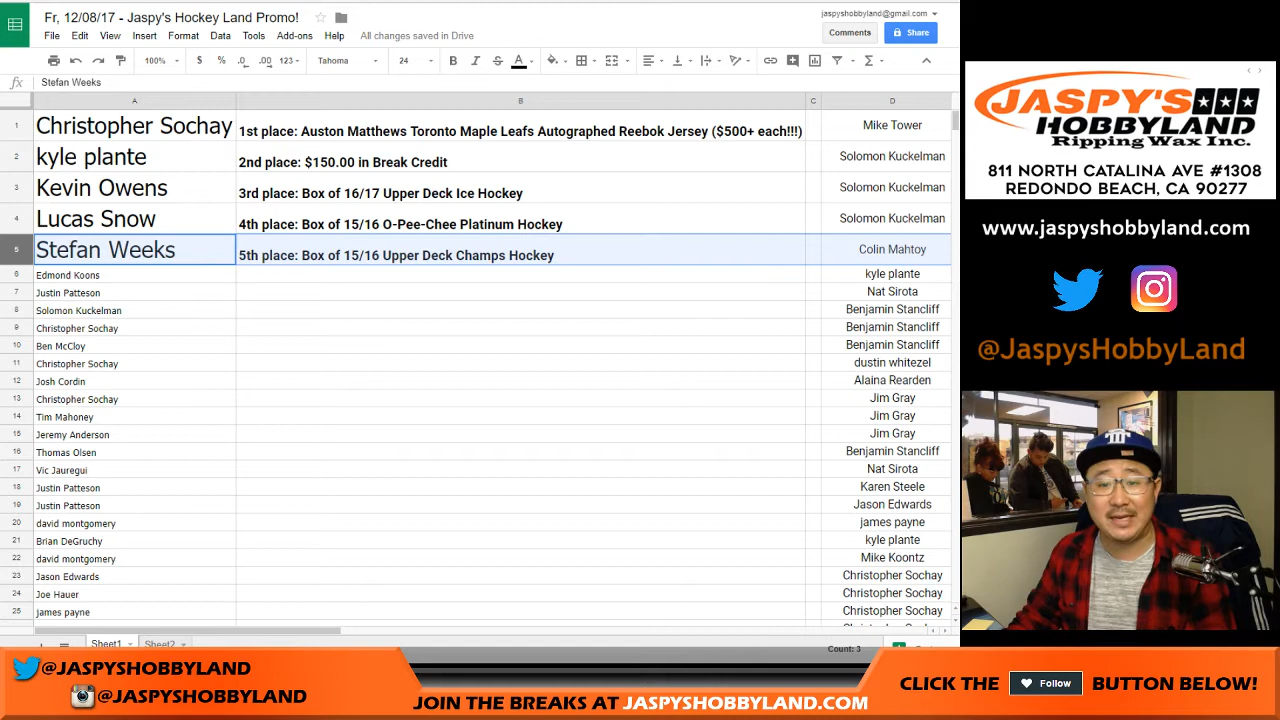 Fr, 12/08/17 - Jaspy's Hockey Land Promo!
jaspyshobbyland@gmail.com
File Edit View Insert Format Data Tools Add-ons Help All changes saved in Drive
Comments Share
100% $ % .0 .00 123 Tahoma 24 B I S A
fx Stefan Weeks
A B C D
1 Christopher Sochay 1st place: Auston Matthews Toronto Maple Leafs Autographed Reebok Jersey ($500+ each!!!) Mike Tower
2 kyle plante 2nd place: $150.00 in Break Credit Solomon Kuckelman
3 Kevin Owens 3rd place: Box of 16/17 Upper Deck Ice Hockey Solomon Kuckelman
4 Lucas Snow 4th place: Box of 15/16 O-Pee-Chee Platinum Hockey Solomon Kuckelman
5 Stefan Weeks 5th place: Box of 15/16 Upper Deck Champs Hockey Colin Mahtoy
6 Edmond Koons kyle plante
7 Justin Patteson Nat Sirota
8 Solomon Kuckelman Benjamin Stancliff
9 Christopher Sochay Benjamin Stancliff
10 Ben McCloy Benjamin Stancliff
11 Christopher Sochay dustin whitezel
12 Josh Cordin Alaina Rearden
13 Christopher Sochay Jim Gray
14 Tim Mahoney Jim Gray
15 Jeremy Anderson Jim Gray
16 Thomas Olsen Benjamin Stancliff
17 Vic Jauregui Nat Sirota
18 Justin Patteson Karen Steele
19 Justin Patteson Jason Edwards
20 david montgomery james payne
21 Brian DeGruchy kyle plante
22 david montgomery Mike Koontz
23 Jason Edwards Christopher Sochay
24 Joe Hauer Christopher Sochay
25 james payne Christopher Sochay
Christopher Sochay
Sheet1 Sheet2
Count: 3
JASPY'S
HOBBYLAND
Ripping Wax Inc.
811 NORTH CATALINA AVE #1308
REDONDO BEACH, CA 90277
www.jaspyshobbyland.com
@JaspysHobbyLand
@JASPYSHOBBYLAND
@JASPYSHOBBYLAND
JOIN THE BREAKS AT JASPYSHOBBYLAND.COM
CLICK THE Follow BUTTON BELOW!